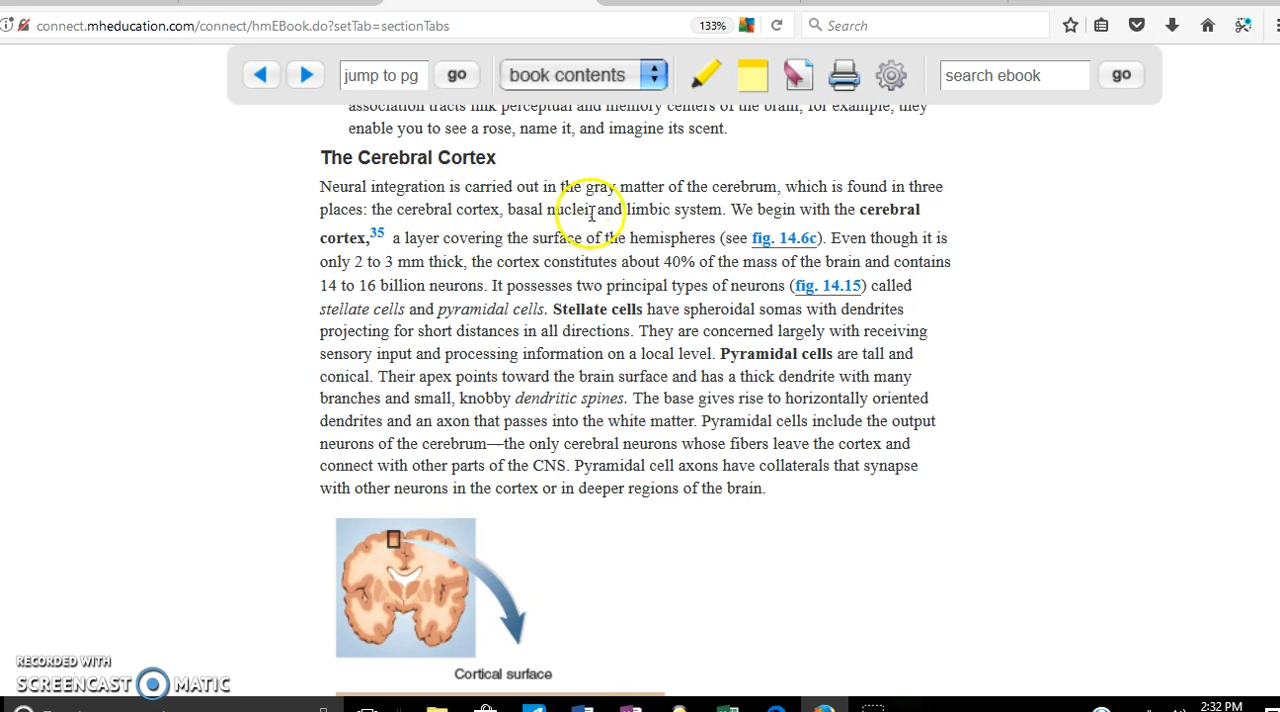 connect.mheducation.com/connect/hmEBook.do?setTab=sectionTabs
133%
Search
jump to pg
go
book contents
search ebook
go
association tracts link perceptual and memory centers of the brain; for example, they
enable you to see a rose, name it, and imagine its scent.
The Cerebral Cortex
Neural integration is carried out in the gray matter of the cerebrum, which is found in three
places: the cerebral cortex, basal nuclei and limbic system. We begin with the cerebral
cortex,35 a layer covering the surface of the hemispheres (see fig. 14.6c). Even though it is
only 2 to 3 mm thick, the cortex constitutes about 40% of the mass of the brain and contains
14 to 16 billion neurons. It possesses two principal types of neurons (fig. 14.15) called
stellate cells and pyramidal cells. Stellate cells have spheroidal somas with dendrites
projecting for short distances in all directions. They are concerned largely with receiving
sensory input and processing information on a local level. Pyramidal cells are tall and
conical. Their apex points toward the brain surface and has a thick dendrite with many
branches and small, knobby dendritic spines. The base gives rise to horizontally oriented
dendrites and an axon that passes into the white matter. Pyramidal cells include the output
neurons of the cerebrum—the only cerebral neurons whose fibers leave the cortex and
connect with other parts of the CNS. Pyramidal cell axons have collaterals that synapse
with other neurons in the cortex or in deeper regions of the brain.
Cortical surface
RECORDED WITH
SCREENCAST MATIC
2:32 PM